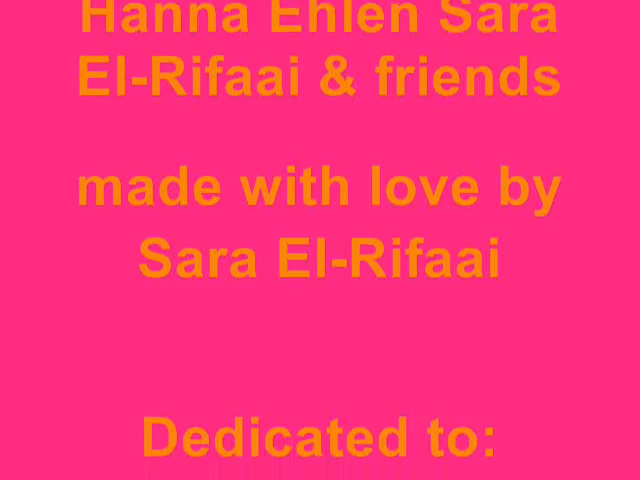 Hanna Ehlen Sara
El-Rifaai & friends
made with love by
Sara El-Rifaai
Dedicated to: